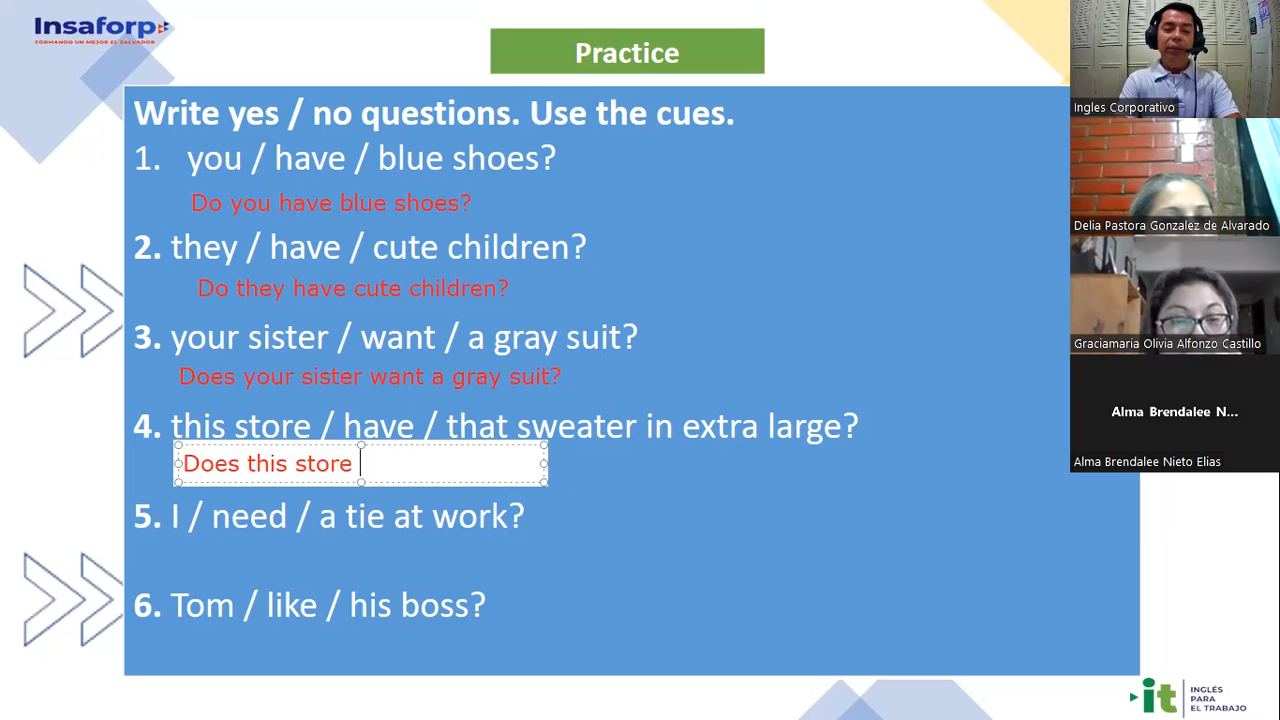 Insaforp
FORMANDO UN MEJOR EL SALVADOR
Practice
Write yes / no questions. Use the cues.
1. you / have / blue shoes?
Do you have blue shoes?
2. they / have / cute children?
Do they have cute children?
3. your sister / want / a gray suit?
Does your sister want a gray suit?
4. this store / have / that sweater in extra large?
Does this store
5. I / need / a tie at work?
6. Tom / like / his boss?
Ingles Corporativo
Delia Pastora Gonzalez de Alvarado
Graciamaria Olivia Alfonzo Castillo
Alma Brendalee N...
Alma Brendalee Nieto Elias
it
INGLÉS
PARA
EL TRABAJO